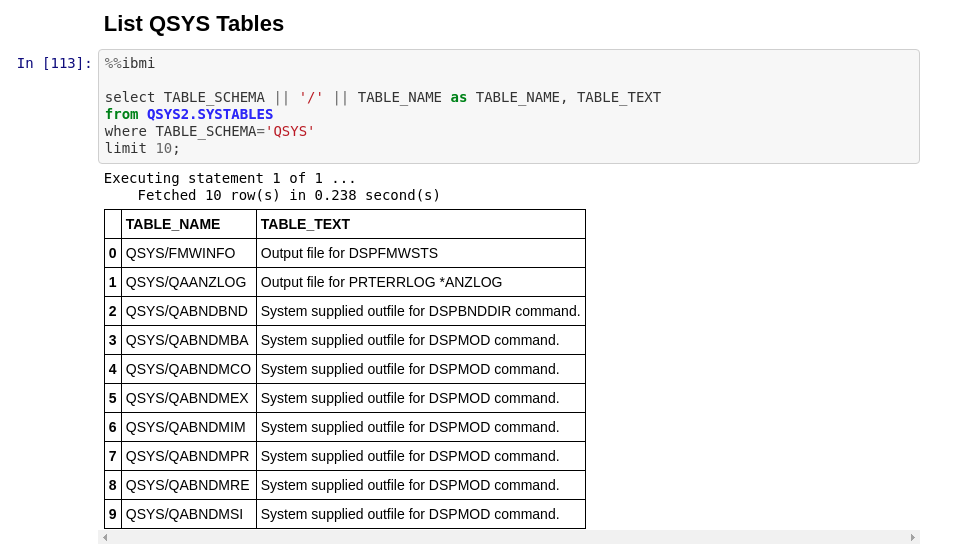 List QSYS Tables
In [113]:
%%ibmi
select TABLE_SCHEMA || '/' || TABLE_NAME as TABLE_NAME, TABLE_TEXT
from QSYS2.SYSTABLES
where TABLE_SCHEMA='QSYS'
limit 10;
Executing statement 1 of 1 ...
Fetched 10 row(s) in 0.238 second(s)
TABLE_NAME TABLE_TEXT
0 QSYS/FMWINFO Output file for DSPFMWSTS
1 QSYS/QAANZLOG Output file for PRTERRLOG *ANZLOG
2 QSYS/QABNDBND System supplied outfile for DSPBNDDIR command.
3 QSYS/QABNDMBA System supplied outfile for DSPMOD command.
4 QSYS/QABNDMCO System supplied outfile for DSPMOD command.
5 QSYS/QABNDMEX System supplied outfile for DSPMOD command.
6 QSYS/QABNDMIM System supplied outfile for DSPMOD command.
7 QSYS/QABNDMPR System supplied outfile for DSPMOD command.
8 QSYS/QABNDMRE System supplied outfile for DSPMOD command.
9 QSYS/QABNDMSI System supplied outfile for DSPMOD command.